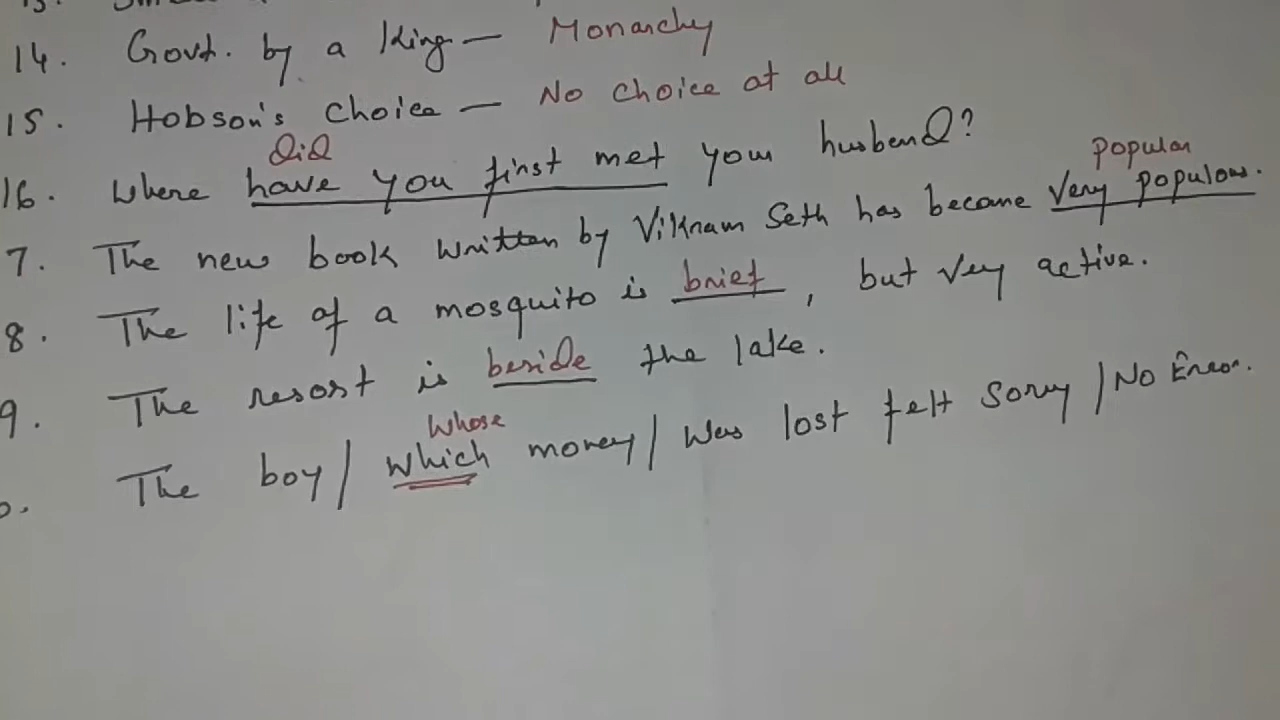 14. Govt. by a King — Monarchy
15. Hobson's choice — No choice at all
Did
16. Where have you first met your husband?
popular
7. The new book written by Vikram Seth has become very populous.
8. The life of a mosquito is brief, but very active.
9. The resort is beside the lake.
whose
0. The boy / which money / was lost felt sorry / No Error.